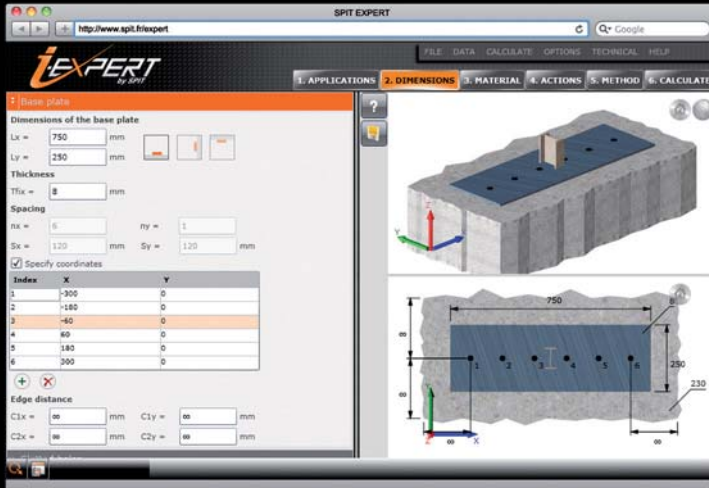 SPIT EXPERT
http://www.spit.fr/expert
Google
FILE DATA CALCULATE OPTIONS TECHNICAL HELP
i-EXPERT
by SPIT
1. APPLICATIONS 2. DIMENSIONS 3. MATERIAL 4. ACTIONS 5. METHOD 6. CALCULATE
Base plate
Dimensions of the base plate
Lx = 750 mm
Ly = 250 mm
Thickness
Tfix = 8 mm
Spacing
nx = 6 ny = 1
Sx = 120 mm Sy = 120 mm
Specify coordinates
Index X Y
1 -300 0
2 -180 0
3 -60 0
4 60 0
5 180 0
6 300 0
Edge distance
C1x = ∞ mm C1y = ∞ mm
C2x = ∞ mm C2y = ∞ mm
?
Z
Y
750
8
∞
250
1 2 3 4 5 6
∞
230
Y
Z X
∞ ∞